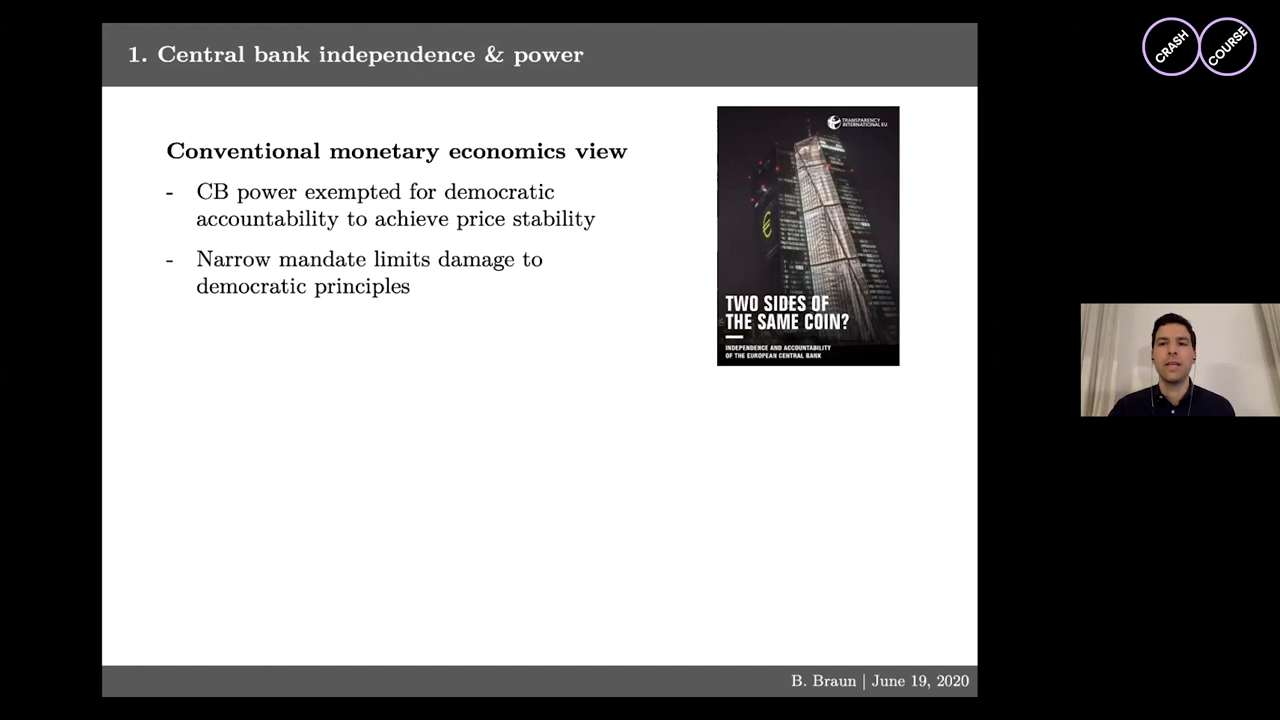 CRASH COURSE
1. Central bank independence & power
Conventional monetary economics view
- CB power exempted for democratic
accountability to achieve price stability
- Narrow mandate limits damage to
democratic principles
TRANSPARENCY
INTERNATIONAL EU
TWO SIDES OF
THE SAME COIN?
INDEPENDENCE AND ACCOUNTABILITY
OF THE EUROPEAN CENTRAL BANK
B. Braun | June 19, 2020